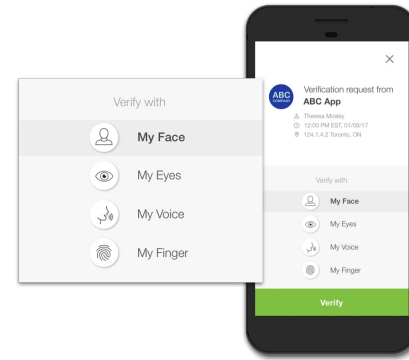 Verify with
My Face
My Eyes
My Voice
My Finger
ABC
COMPANY
Verification request from
ABC App
Theresa Mosley
12:00 PM EST, 01/09/17
124.1.4.2 Toronto, ON
Verify with
My Face
My Eyes
My Voice
My Finger
Verify